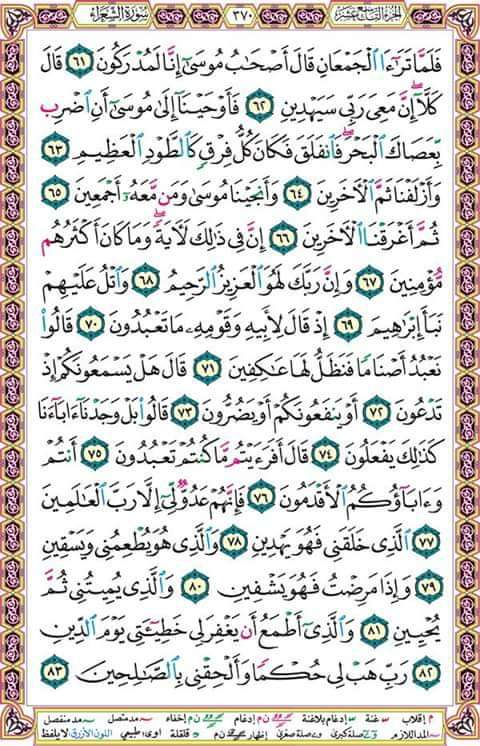 الجزء التاسع عشر
٣٧٠
سورة الشعراء
فَلَمَّا تَرَٰٓءَا ٱلۡجَمۡعَانِ قَالَ أَصۡحَٰبُ مُوسَىٰٓ إِنَّا لَمُدۡرَكُونَ ٦١ قَالَ
كَلَّآۖ إِنَّ مَعِيَ رَبِّي سَيَهۡدِينِ ٦٢ فَأَوۡحَيۡنَآ إِلَىٰ مُوسَىٰٓ أَنِ ٱضۡرِب
بِّعَصَاكَ ٱلۡبَحۡرَۖ فَٱنفَلَقَ فَكَانَ كُلُّ فِرۡقٖ كَٱلطَّوۡدِ ٱلۡعَظِيمِ ٦٣
وَأَزۡلَفۡنَا ثَمَّ ٱلۡأٓخَرِينَ ٦٤ وَأَنجَيۡنَا مُوسَىٰ وَمَن مَّعَهُۥٓ أَجۡمَعِينَ ٦٥
ثُمَّ أَغۡرَقۡنَا ٱلۡأٓخَرِينَ ٦٦ إِنَّ فِي ذَٰلِكَ لَأٓيَةٗۖ وَمَا كَانَ أَكۡثَرُهُم
مُّؤۡمِنِينَ ٦٧ وَإِنَّ رَبَّكَ لَهُوَ ٱلۡعَزِيزُ ٱلرَّحِيمُ ٦٨ وَٱتۡلُ عَلَيۡهِمۡ
نَبَأَ إِبۡرَٰهِيمَ ٦٩ إِذۡ قَالَ لِأَبِيهِ وَقَوۡمِهِۦ مَا تَعۡبُدُونَ ٧٠ قَالُواْ
نَعۡبُدُ أَصۡنَامٗا فَنَظَلُّ لَهَا عَٰكِفِينَ ٧١ قَالَ هَلۡ يَسۡمَعُونَكُمۡ إِذۡ
تَدۡعُونَ ٧٢ أَوۡ يَنفَعُونَكُمۡ أَوۡ يَضُرُّونَ ٧٣ قَالُواْ بَلۡ وَجَدۡنَآ ءَابَآءَنَا
كَذَٰلِكَ يَفۡعَلُونَ ٧٤ قَالَ أَفَرَءَيۡتُم مَّا كُنتُمۡ تَعۡبُدُونَ ٧٥ أَنتُمۡ
وَءَابَآؤُكُمُ ٱلۡأَقۡدَمُونَ ٧٦ فَإِنَّهُمۡ عَدُوّٞ لِّيٓ إِلَّا رَبَّ ٱلۡعَٰلَمِينَ
٧٧ ٱلَّذِي خَلَقَنِي فَهُوَ يَهۡدِينِ ٧٨ وَٱلَّذِي هُوَ يُطۡعِمُنِي وَيَسۡقِينِ
٧٩ وَإِذَا مَرِضۡتُ فَهُوَ يَشۡفِينِ ٨٠ وَٱلَّذِي يُمِيتُنِي ثُمَّ
يُحۡيِينِ ٨١ وَٱلَّذِيٓ أَطۡمَعُ أَن يَغۡفِرَ لِي خَطِيٓـَٔتِي يَوۡمَ ٱلدِّينِ
٨٢ رَبِّ هَبۡ لِي حُكۡمٗا وَأَلۡحِقۡنِي بِٱلصَّٰلِحِينَ ٨٣
م إقلاب غنة إدغام بلاغنة ن م إدغام ن م إخفاء مد متصل مد منفصل
المد اللازم صلة كبرى صلة صغرى إظهار ن م قلقلة اوى: طبيعي اللون الأزرق لا يلفظ